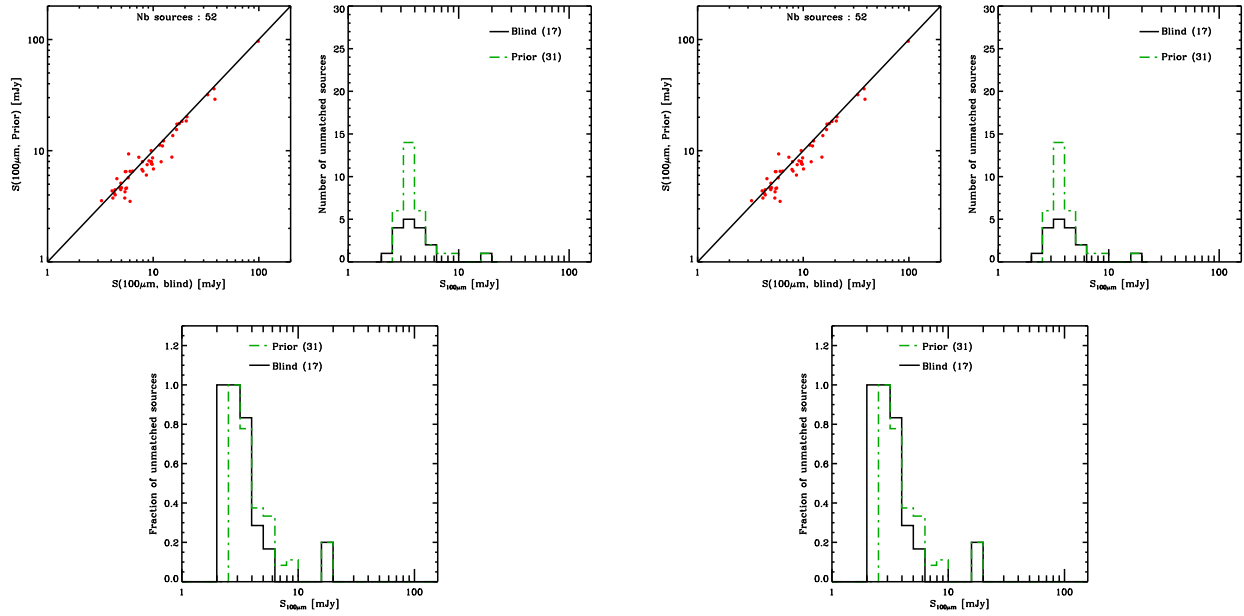 Nb sources : 52
S(100μm, Prior) [mJy]
100
10
1
1
10
100
S(100μm, blind) [mJy]
Number of unmatched sources
30
25
20
15
10
5
0
Blind (17)
Prior (31)
1
10
100
S100μm [mJy]
Nb sources : 52
S(100μm, Prior) [mJy]
100
10
1
1
10
100
S(100μm, blind) [mJy]
Number of unmatched sources
30
25
20
15
10
5
0
Blind (17)
Prior (31)
1
10
100
S100μm [mJy]
Fraction of unmatched sources
1.2
1.0
0.8
0.6
0.4
0.2
0.0
Prior (31)
Blind (17)
1
10
100
S100μm [mJy]
Fraction of unmatched sources
1.2
1.0
0.8
0.6
0.4
0.2
0.0
Prior (31)
Blind (17)
1
10
100
S100μm [mJy]